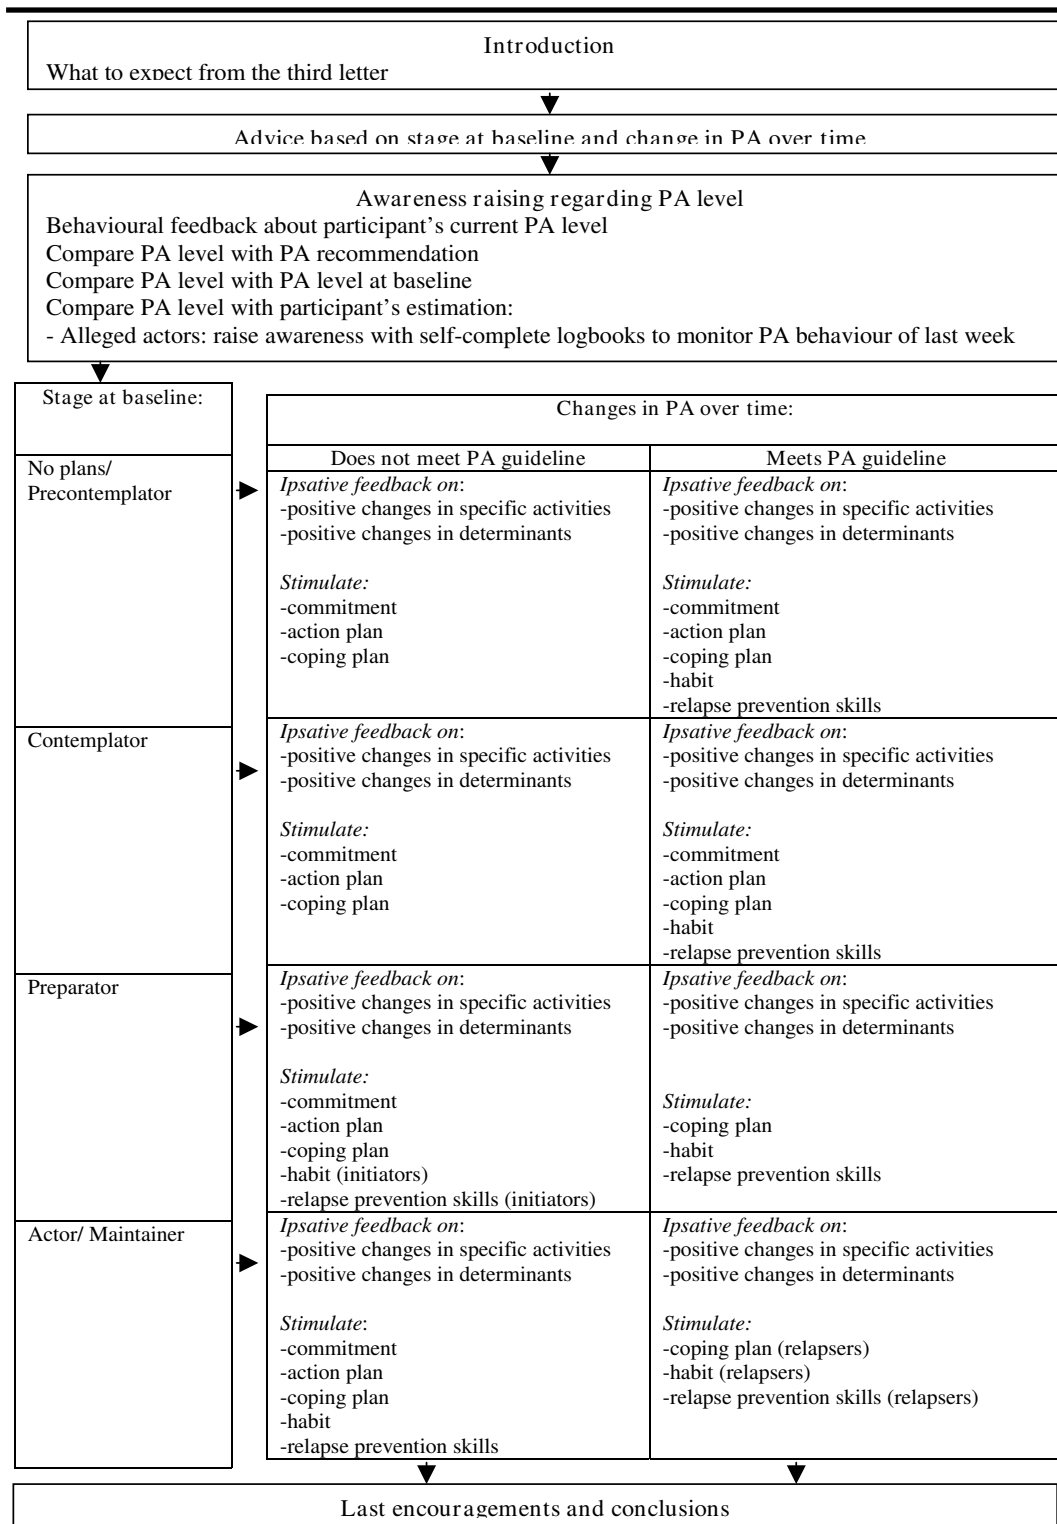 Introduction
What to expect from the third letter
Advice based on stage at baseline and change in PA over time
Awareness raising regarding PA level
Behavioural feedback about participant's current PA level
Compare PA level with PA recommendation
Compare PA level with PA level at baseline
Compare PA level with participant's estimation:
- Alleged actors: raise awareness with self-complete logbooks to monitor PA behaviour of last week
Stage at baseline:
Changes in PA over time:
Does not meet PA guideline
Meets PA guideline
No plans/
Precontemplator
Ipsative feedback on:
-positive changes in specific activities
-positive changes in determinants
Stimulate:
-commitment
-action plan
-coping plan
Ipsative feedback on:
-positive changes in specific activities
-positive changes in determinants
Stimulate:
-commitment
-action plan
-coping plan
-habit
-relapse prevention skills
Contemplator
Ipsative feedback on:
-positive changes in specific activities
-positive changes in determinants
Stimulate:
-commitment
-action plan
-coping plan
Ipsative feedback on:
-positive changes in specific activities
-positive changes in determinants
Stimulate:
-commitment
-action plan
-coping plan
-habit
-relapse prevention skills
Preparator
Ipsative feedback on:
-positive changes in specific activities
-positive changes in determinants
Stimulate:
-commitment
-action plan
-coping plan
-habit (initiators)
-relapse prevention skills (initiators)
Ipsative feedback on:
-positive changes in specific activities
-positive changes in determinants
Stimulate:
-coping plan
-habit
-relapse prevention skills
Actor/ Maintainer
Ipsative feedback on:
-positive changes in specific activities
-positive changes in determinants
Stimulate:
-commitment
-action plan
-coping plan
-habit
-relapse prevention skills
Ipsative feedback on:
-positive changes in specific activities
-positive changes in determinants
Stimulate:
-coping plan (relapsers)
-habit (relapsers)
-relapse prevention skills (relapsers)
Last encouragements and conclusions